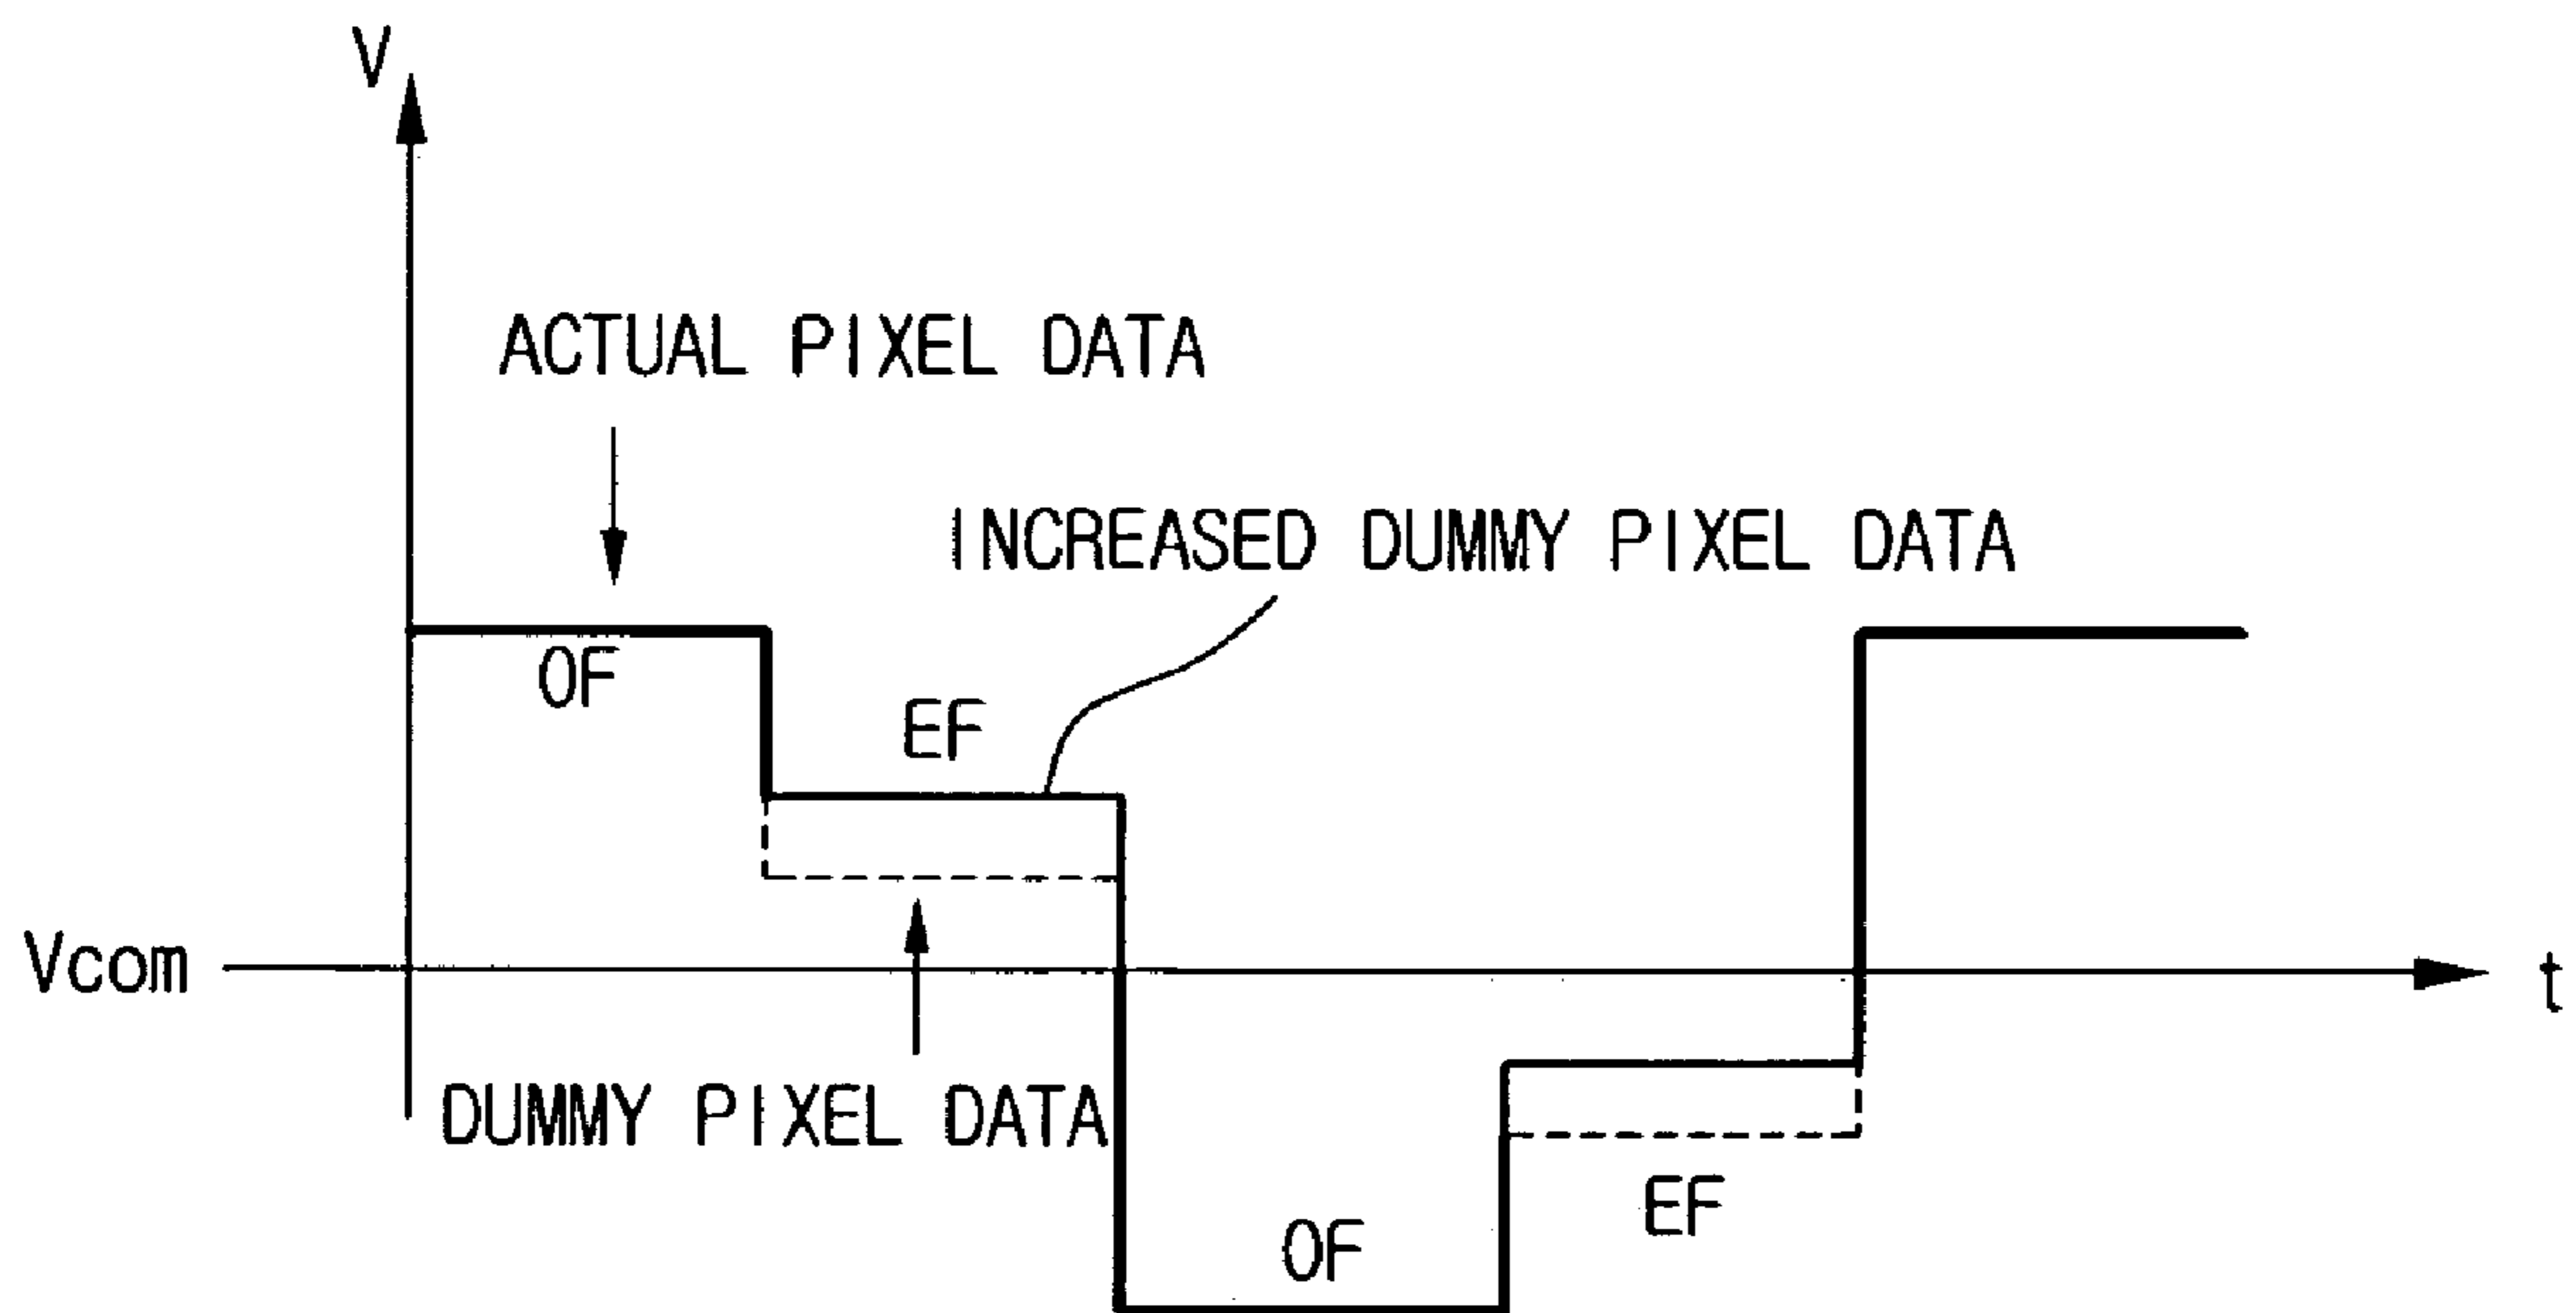 V
ACTUAL PIXEL DATA
INCREASED DUMMY PIXEL DATA
OF
EF
Vcom
t
DUMMY PIXEL DATA
EF
OF